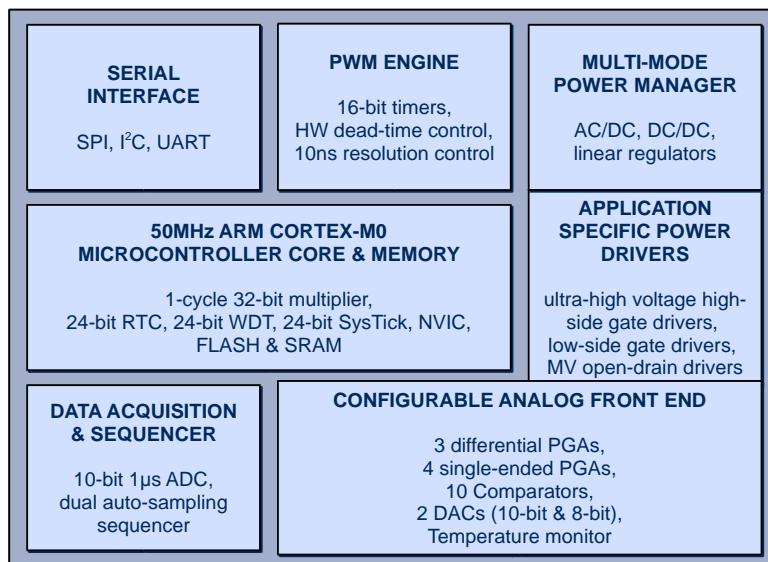 SERIAL
INTERFACE
SPI, I²C, UART
PWM ENGINE
16-bit timers,
HW dead-time control,
10ns resolution control
MULTI-MODE
POWER MANAGER
AC/DC, DC/DC,
linear regulators
50MHz ARM CORTEX-M0
MICROCONTROLLER CORE & MEMORY
1-cycle 32-bit multiplier,
24-bit RTC, 24-bit WDT, 24-bit SysTick, NVIC,
FLASH & SRAM
APPLICATION
SPECIFIC POWER
DRIVERS
ultra-high voltage high-
side gate drivers,
low-side gate drivers,
MV open-drain drivers
DATA ACQUISITION
& SEQUENCER
10-bit 1μs ADC,
dual auto-sampling
sequencer
CONFIGURABLE ANALOG FRONT END
3 differential PGAs,
4 single-ended PGAs,
10 Comparators,
2 DACs (10-bit & 8-bit),
Temperature monitor